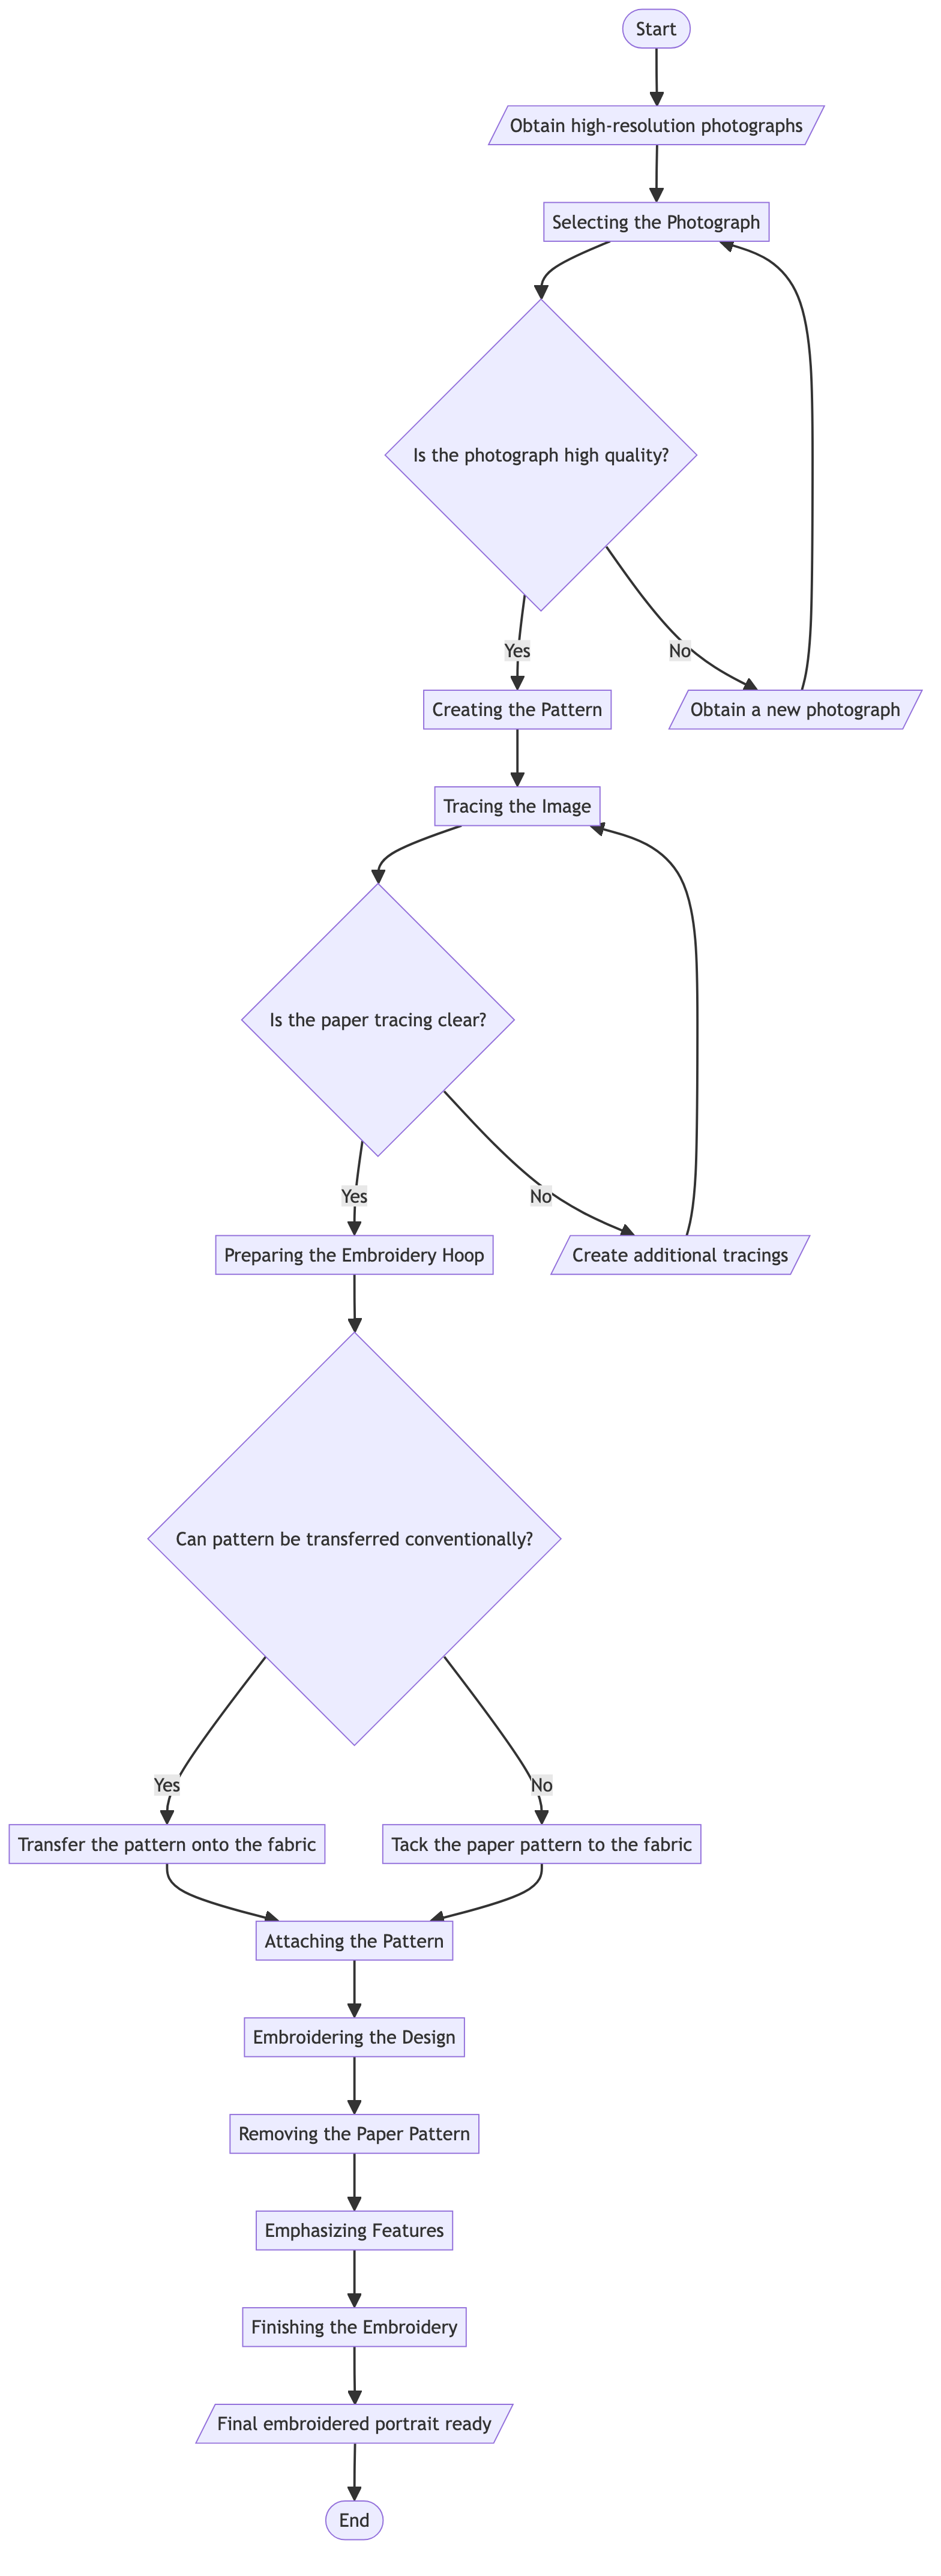 Start
Obtain high-resolution photographs
Selecting the Photograph
Is the photograph high quality?
Yes
No
Creating the Pattern
Obtain a new photograph
Tracing the Image
Is the paper tracing clear?
Yes
No
Preparing the Embroidery Hoop
Create additional tracings
Can pattern be transferred conventionally?
Yes
No
Transfer the pattern onto the fabric
Tack the paper pattern to the fabric
Attaching the Pattern
Embroidering the Design
Removing the Paper Pattern
Emphasizing Features
Finishing the Embroidery
Final embroidered portrait ready
End